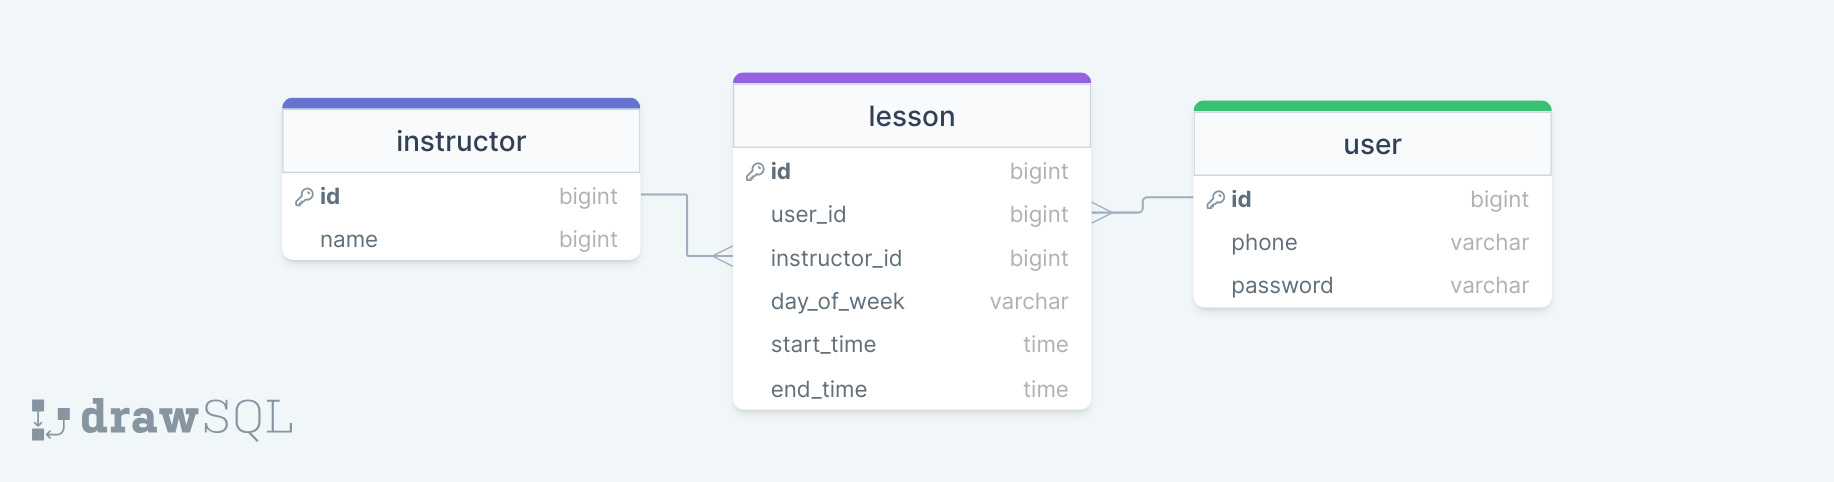 instructor
id bigint
name bigint
lesson
id bigint
user_id bigint
instructor_id bigint
day_of_week varchar
start_time time
end_time time
user
id bigint
phone varchar
password varchar
drawSQL